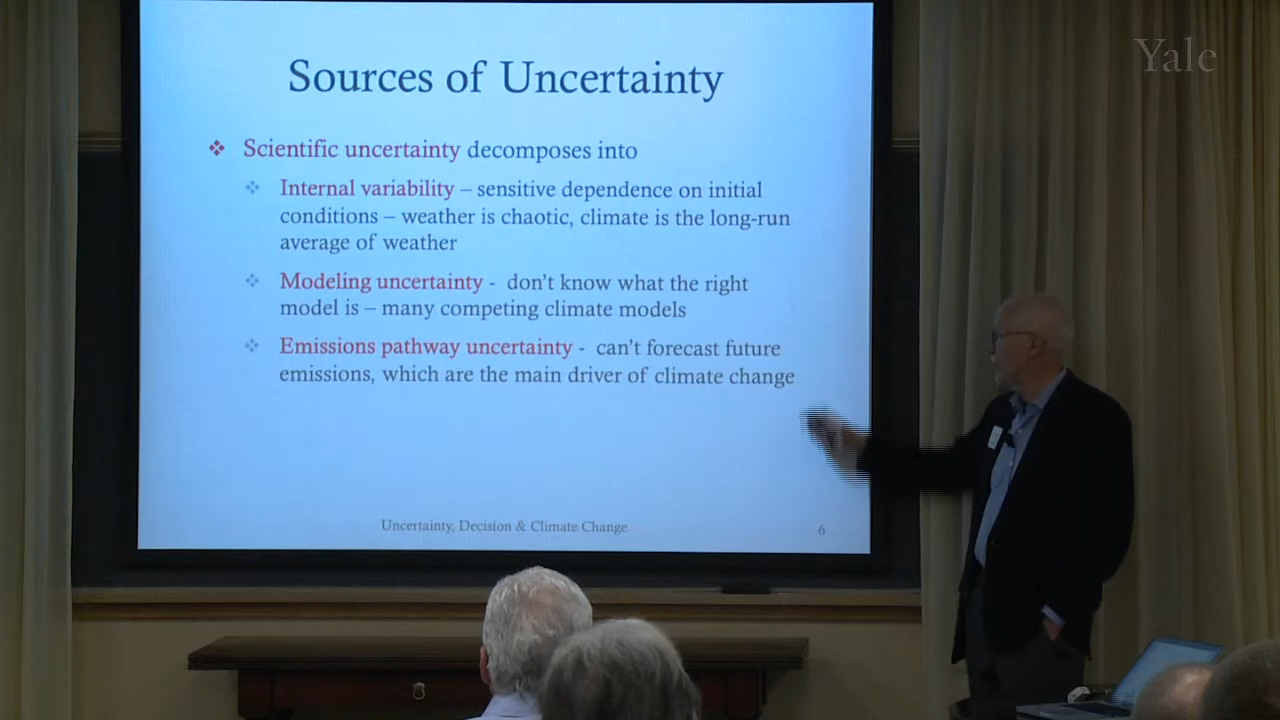 Yale
Sources of Uncertainty
Scientific uncertainty decomposes into
Internal variability – sensitive dependence on initial
conditions – weather is chaotic, climate is the long-run
average of weather
Modeling uncertainty - don't know what the right
model is – many competing climate models
Emissions pathway uncertainty - can't forecast future
emissions, which are the main driver of climate change
Uncertainty, Decision & Climate Change
6